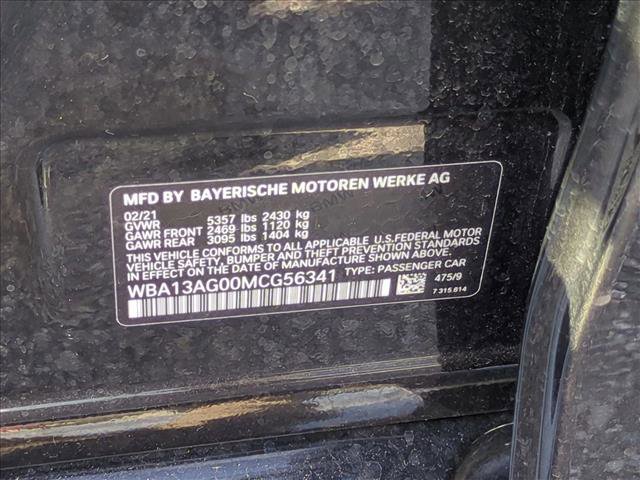 MFD BY BAYERISCHE MOTOREN WERKE AG
02/21
GVWR 5357 lbs 2430 kg
GAWR FRONT 2469 lbs 1120 kg
GAWR REAR 3095 lbs 1404 kg
THIS VEHICLE CONFORMS TO ALL APPLICABLE U.S.FEDERAL MOTOR
VEHICLE SAFETY, BUMPER AND THEFT PREVENTION STANDARDS
IN EFFECT ON THE DATE OF MANUFACTURE SHOWN ABOVE.
WBA13AG00MCG56341 TYPE: PASSENGER CAR
475/9
7 315 614